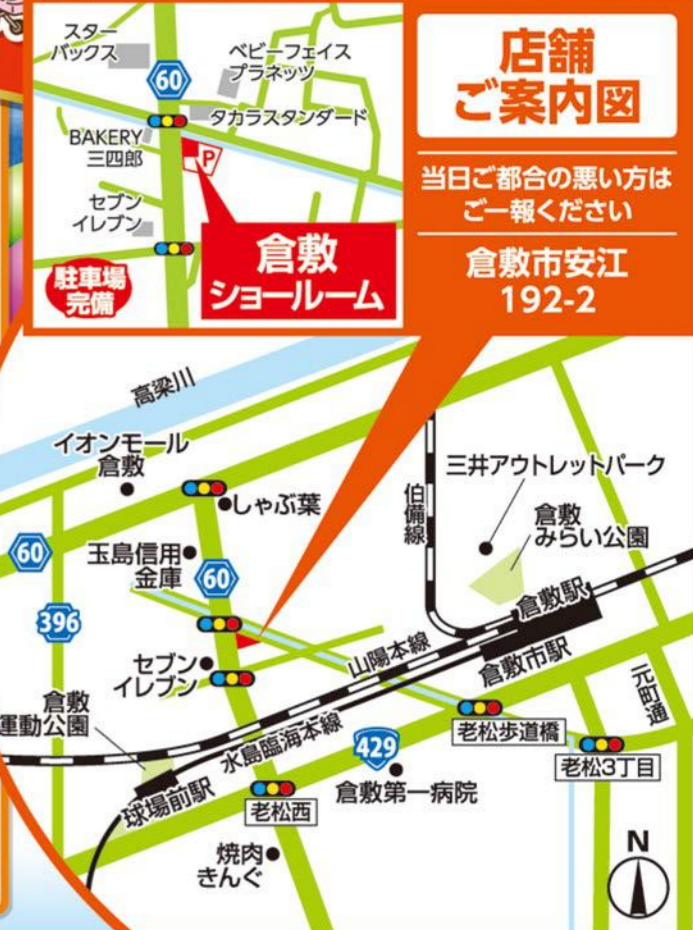 店舗
ご案内図
当日ご都合の悪い方は
ご一報ください
倉敷市安江
192-2
スター
バックス
60
ベビーフェイス
プラネッツ
タカラスタンダード
BAKERY
三四郎
P
セブン
イレブン
駐車場
完備
倉敷
ショールーム
高梁川
イオンモール
倉敷
しゃぶ葉
伯備線
三井アウトレットパーク
倉敷
みらい公園
60
玉島信用
金庫
60
396
倉敷駅
山陽本線
倉敷市駅
セブン
イレブン
元町通
倉敷
運動公園
水島臨海本線
429
老松歩道橋
老松3丁目
球場前駅
倉敷第一病院
老松西
焼肉
きんぐ
N